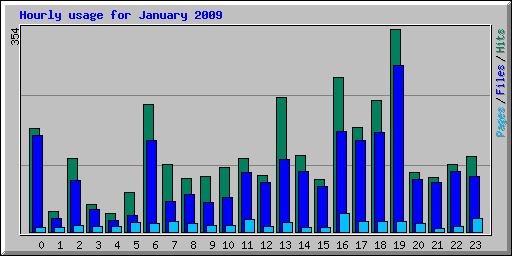 Hourly usage for January 2009
354
Pages / Files / Hits
0 1 2 3 4 5 6 7 8 9 10 11 12 13 14 15 16 17 18 19 20 21 22 23